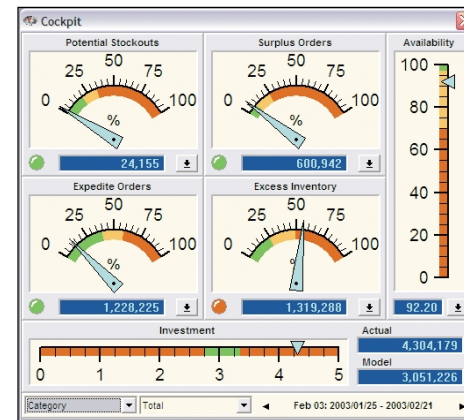 Cockpit
Potential Stockouts
0 25 50 75 100
%
24,155
Surplus Orders
0 25 50 75 100
%
600,942
Availability
100
80
60
40
20
0
92.20
Expedite Orders
0 25 50 75 100
%
1,228,225
Excess Inventory
0 25 50 75 100
%
1,319,288
Investment
0 1 2 3 4 5
Actual
4,304,179
Model
3,051,226
Category
Total
Feb 03: 2003/01/25 - 2003/02/21